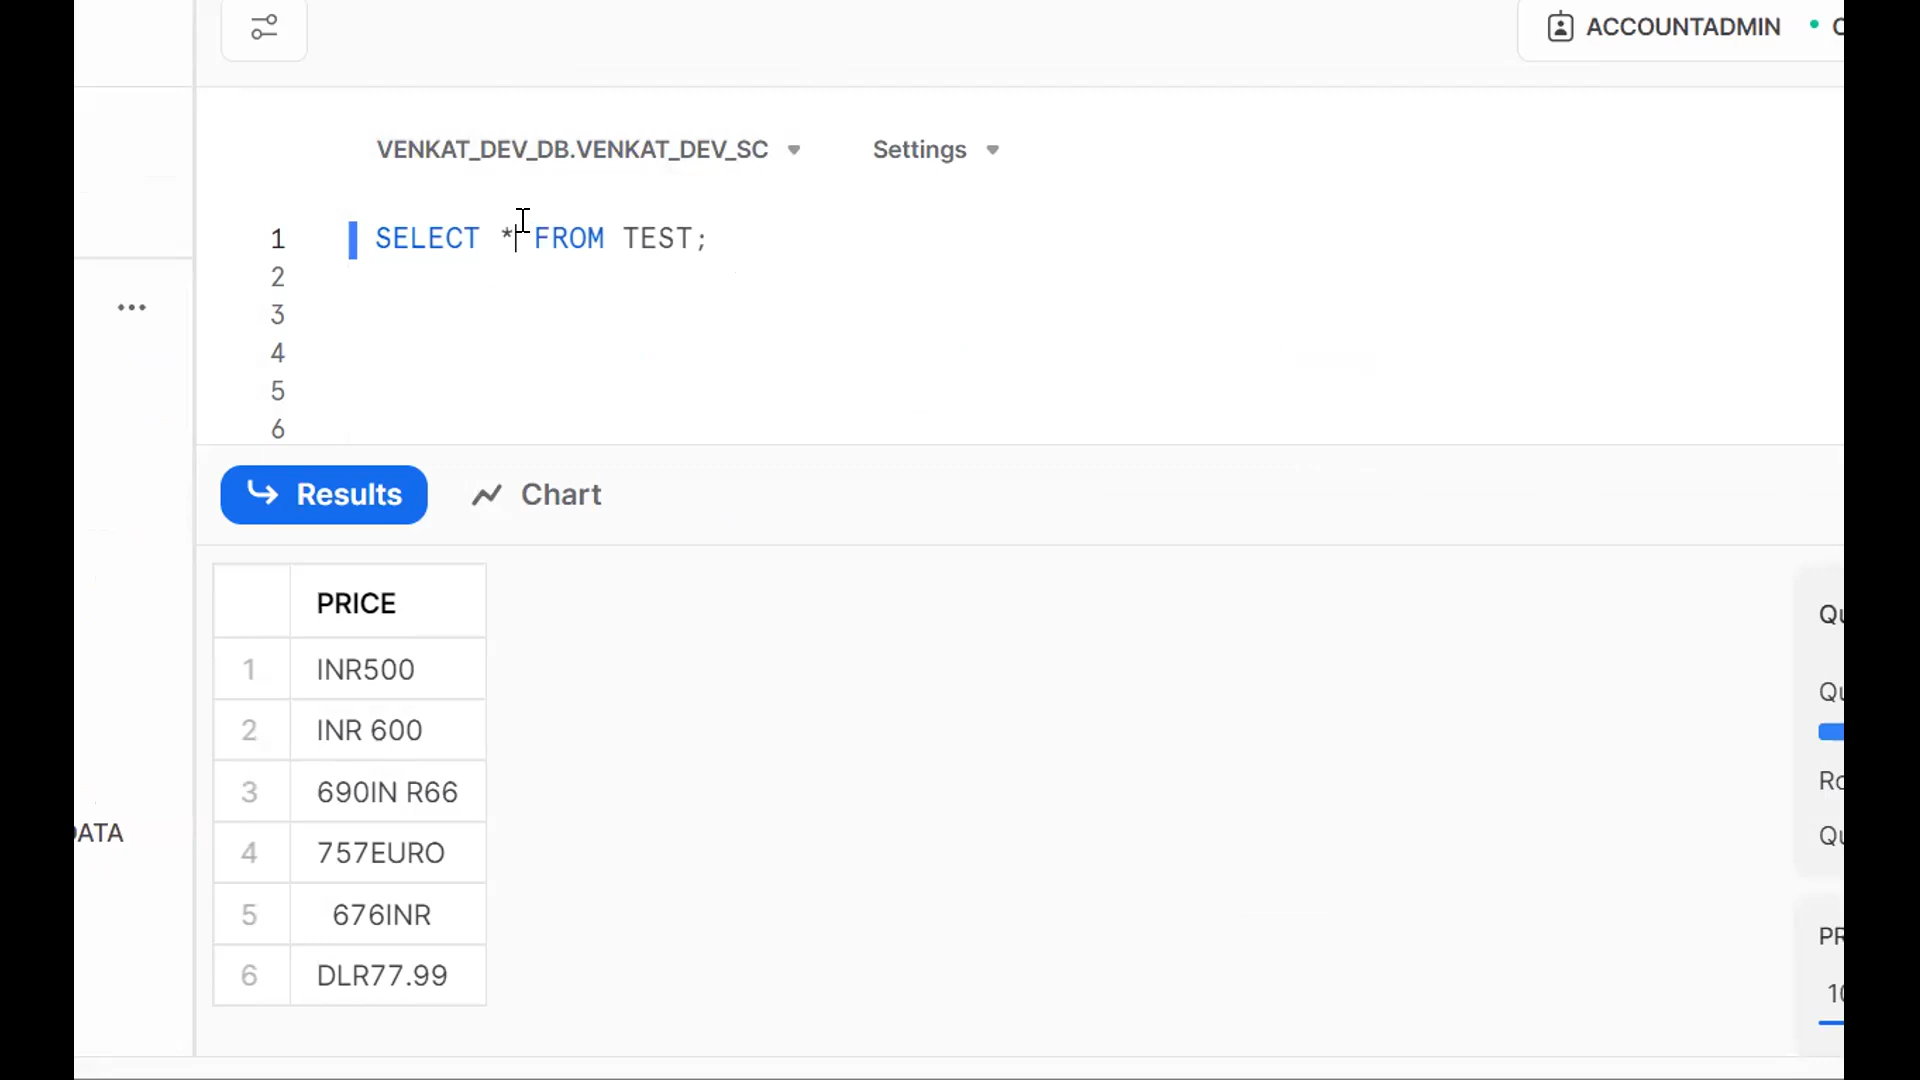 ACCOUNTADMIN
VENKAT_DEV_DB.VENKAT_DEV_SC Settings
1 SELECT * FROM TEST;
2
3
4
5
6
Results Chart
PRICE
1 INR500
2 INR 600
3 690IN R66
4 757EURO
5 676INR
6 DLR77.99